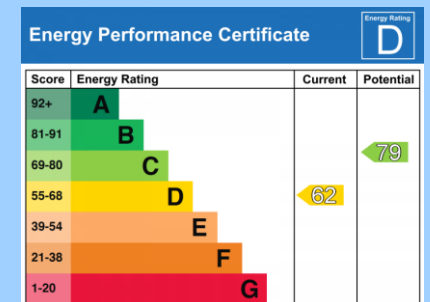 Energy Performance Certificate
Energy Rating
D
Score Energy Rating Current Potential
92+ A
81-91 B
79
69-80 C
55-68 D 62
39-54 E
21-38 F
1-20 G